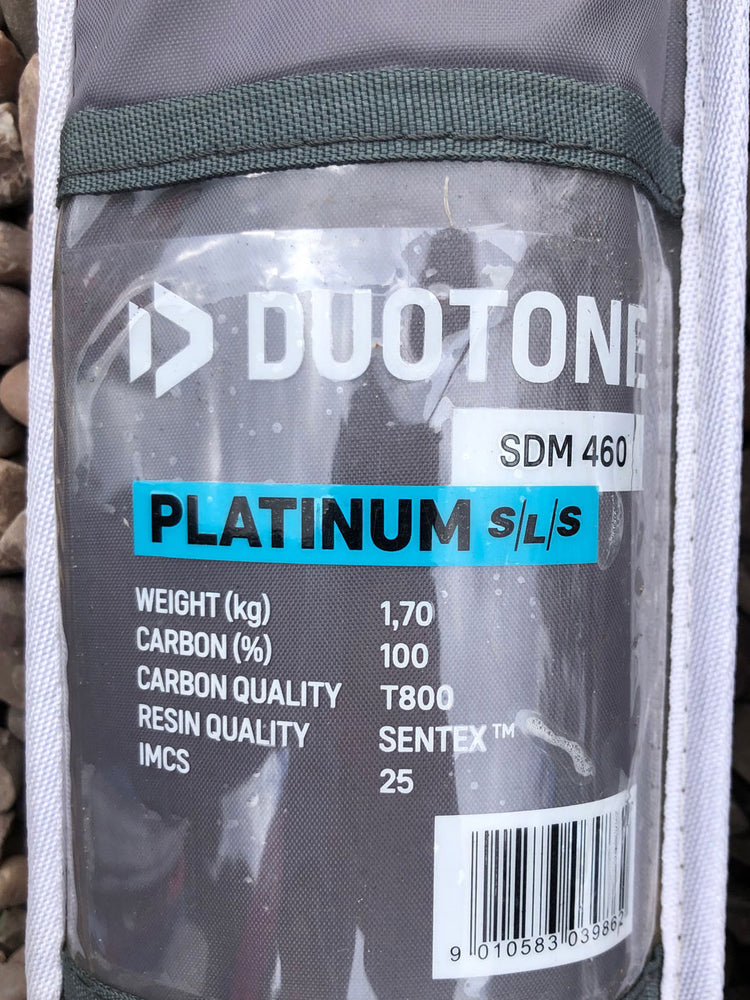 DUOTONE
SDM 460
PLATINUM S/L/S
WEIGHT (kg) 1,70
CARBON (%) 100
CARBON QUALITY T800
RESIN QUALITY SENTEX™
IMCS 25
9 010583 039862